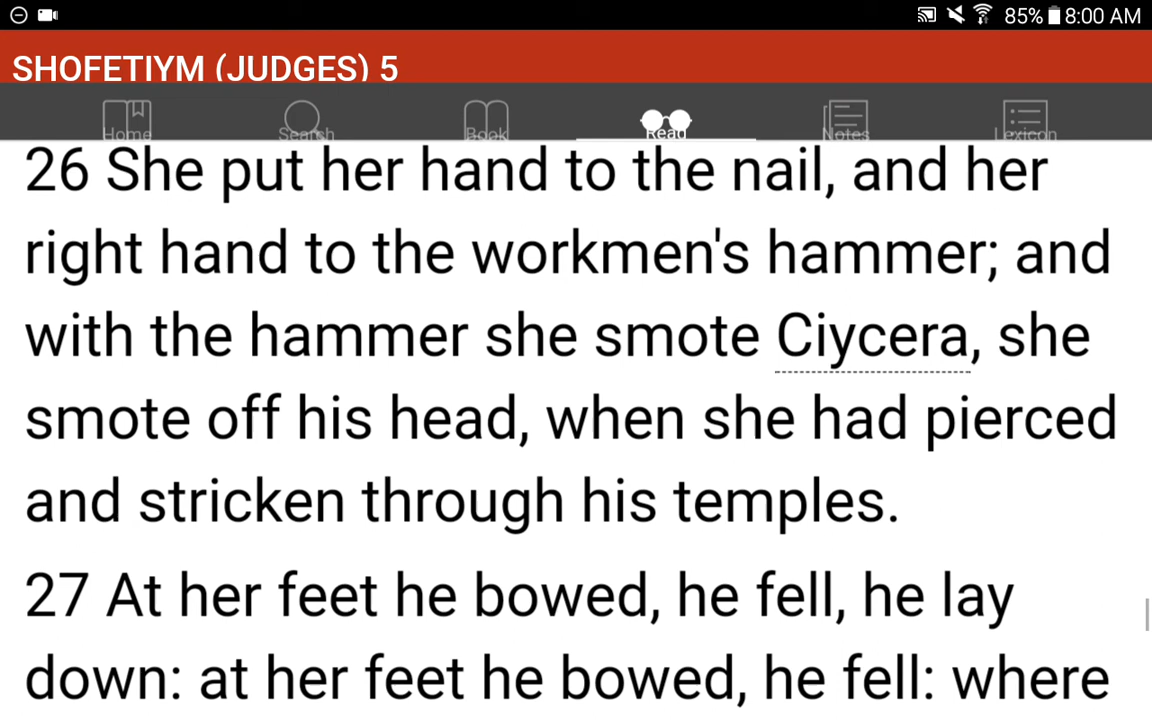 85% 8:00 AM
SHOFETIYM (JUDGES) 5
Home Search Book Read Notes Lexicon
26 She put her hand to the nail, and her
right hand to the workmen's hammer; and
with the hammer she smote Ciycera, she
smote off his head, when she had pierced
and stricken through his temples.
27 At her feet he bowed, he fell, he lay
down: at her feet he bowed, he fell: where